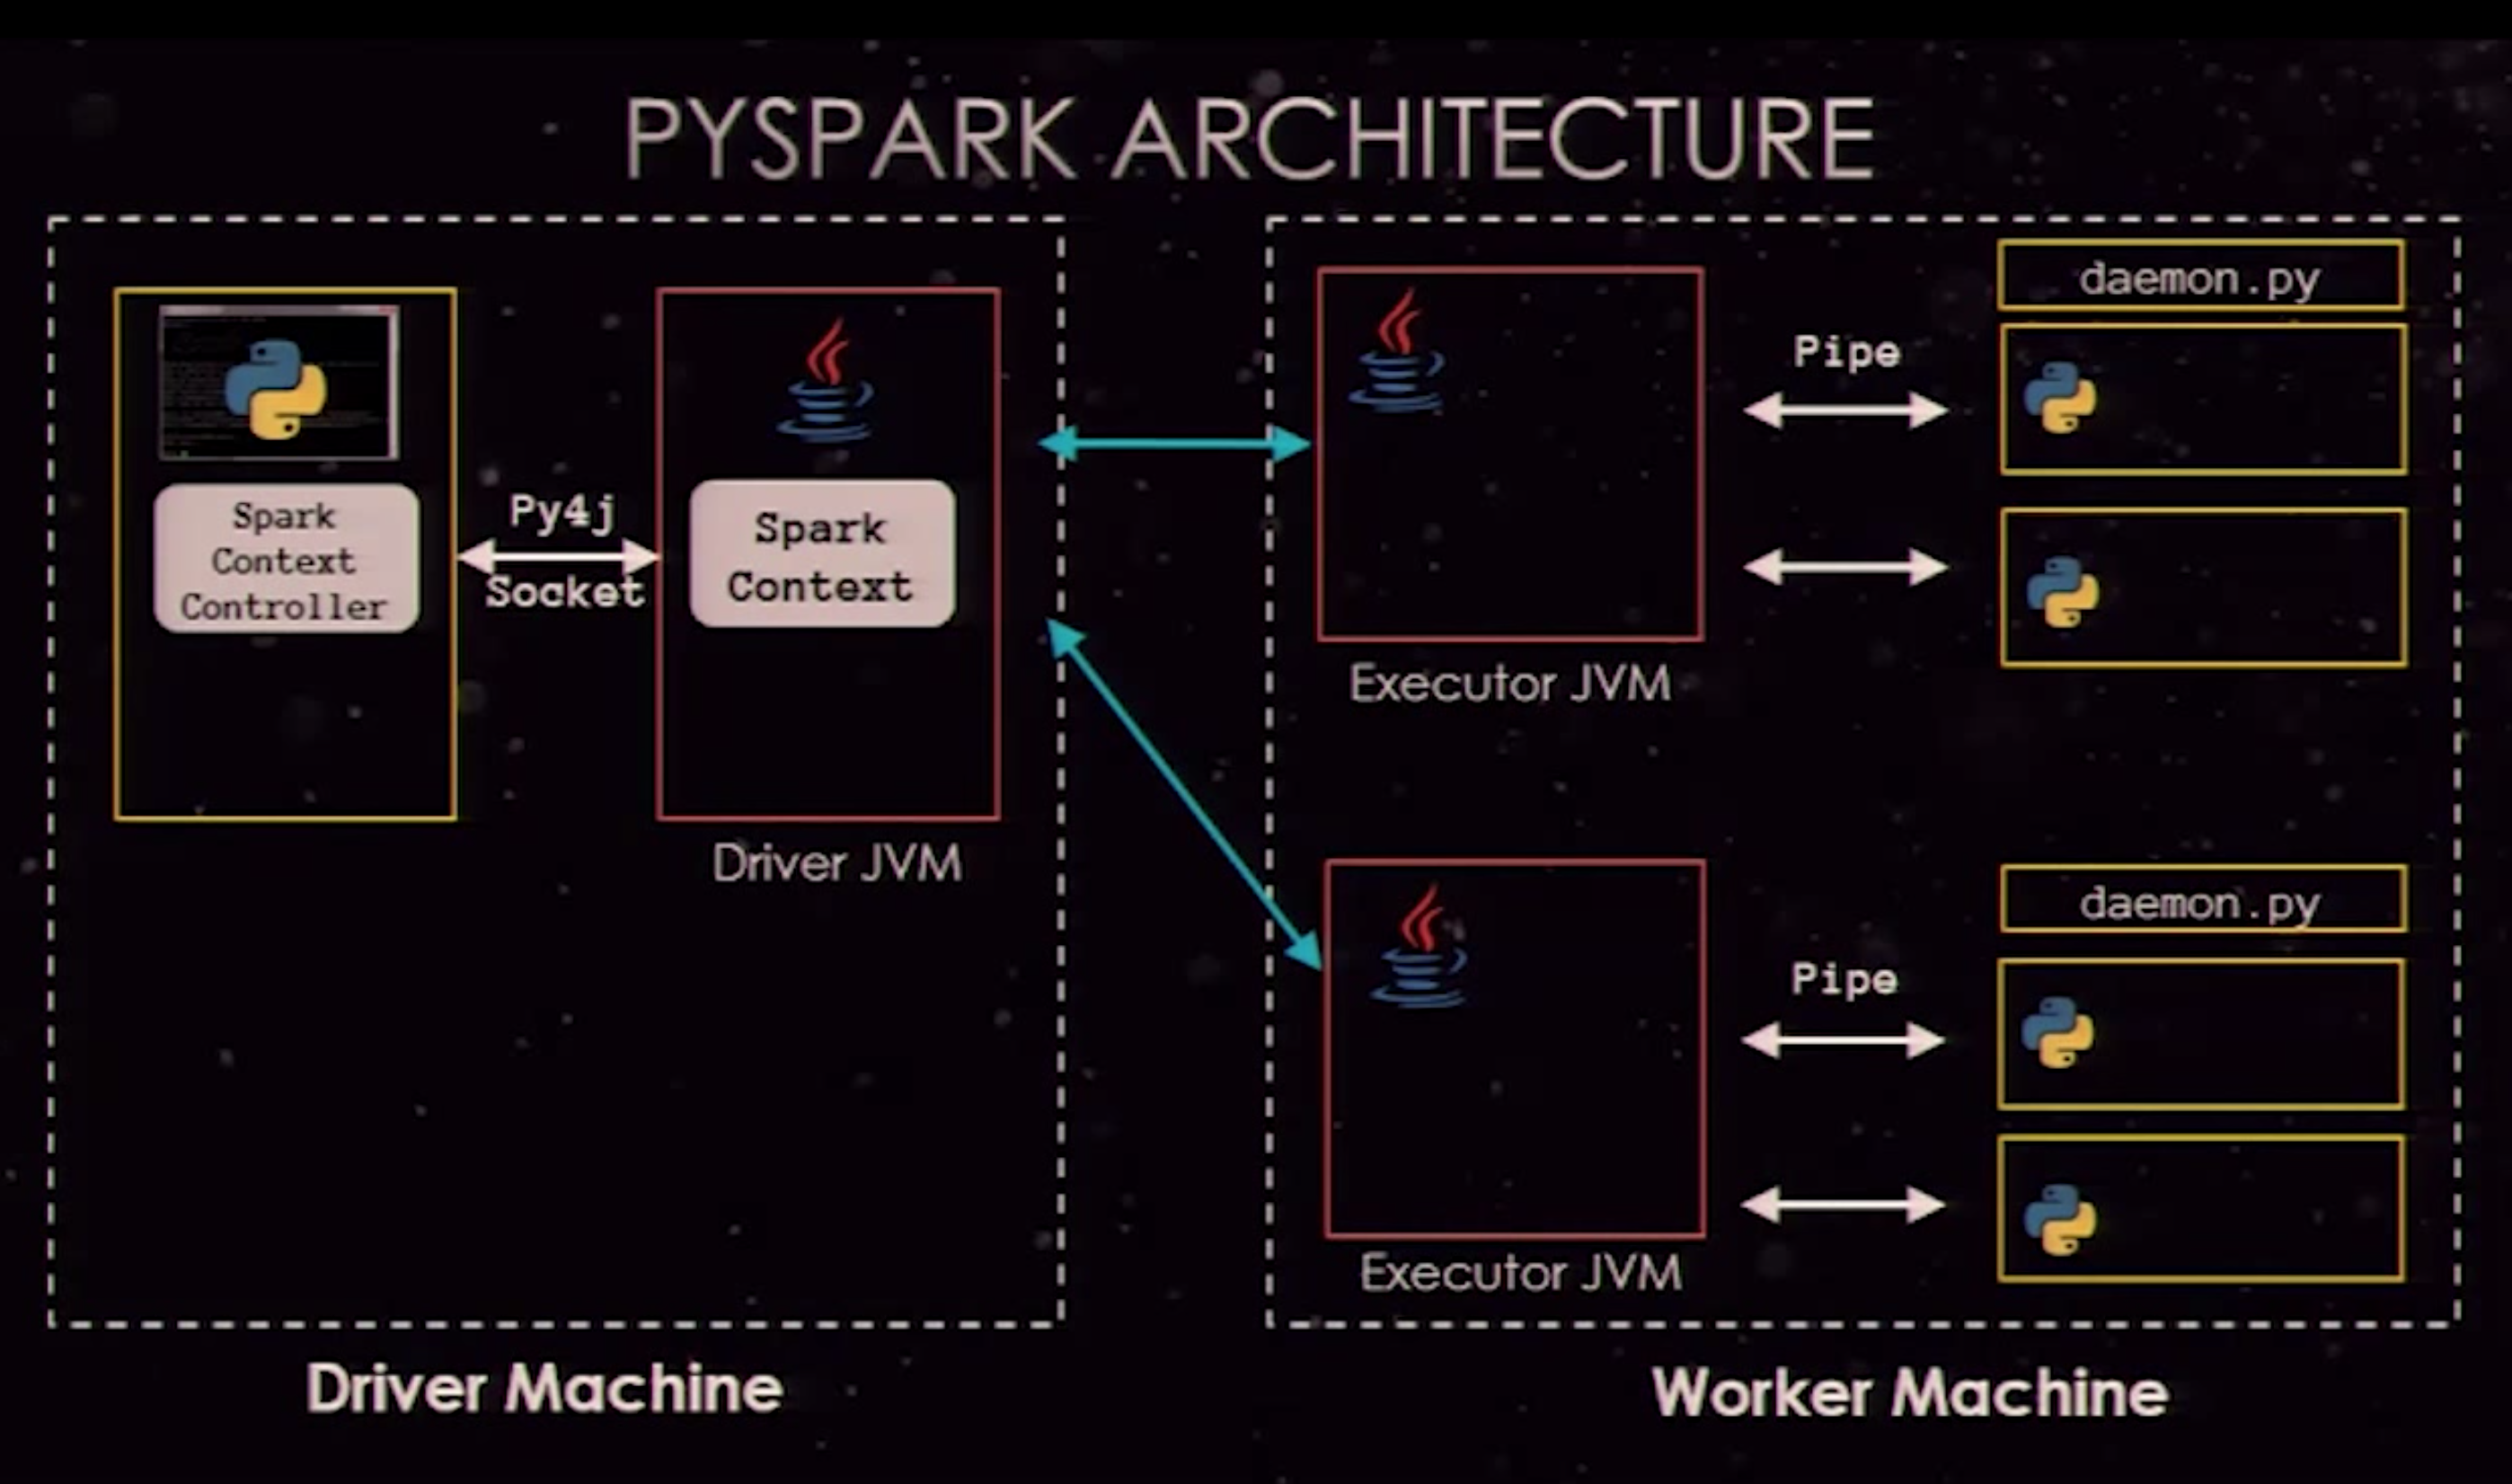 PYSPARK ARCHITECTURE
Spark
Context
Controller
Py4j
Socket
Spark
Context
Driver JVM
Driver Machine
Executor JVM
Pipe
daemon.py
Executor JVM
Pipe
daemon.py
Worker Machine